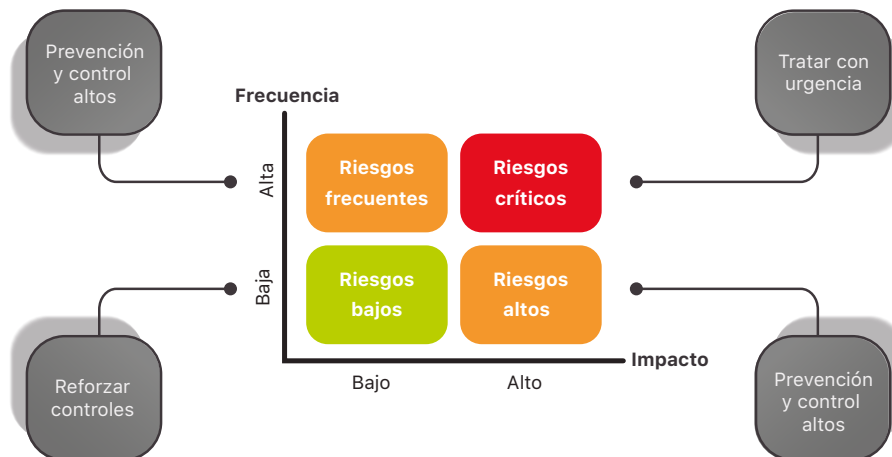 Prevención
y control
altos
Tratar con
urgencia
Frecuencia
Alta
Riesgos
frecuentes
Riesgos
críticos
Baja
Riesgos
bajos
Riesgos
altos
Impacto
Bajo
Alto
Reforzar
controles
Prevención
y control
altos